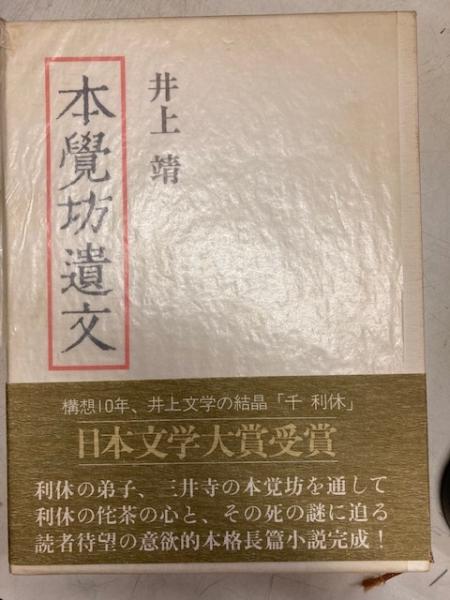 井上 靖
本覺坊遺文
構想10年、井上文学の結晶「千 利休」
日本文学大賞受賞
利休の弟子、三井寺の本覚坊を通して
利休の侘茶の心と、その死の謎に迫る
読者待望の意欲的本格長篇小説完成!